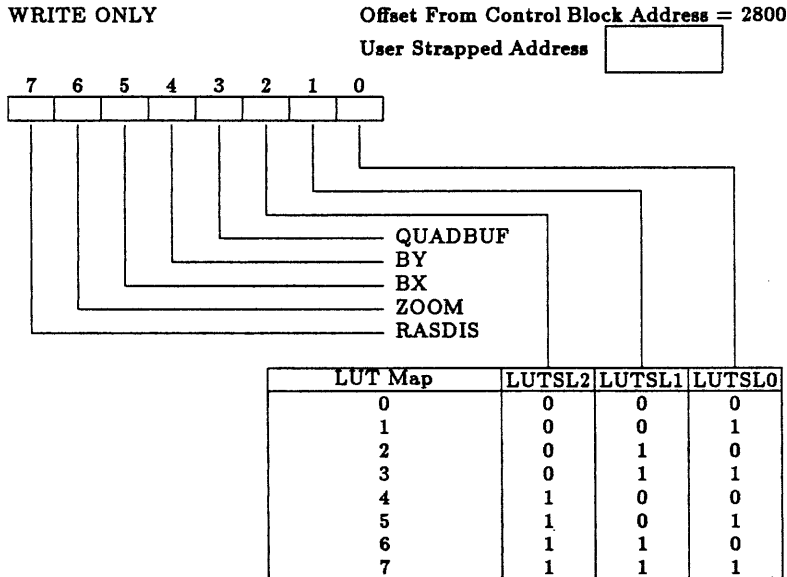 WRITE ONLY Offset From Control Block Address = 2800
User Strapped Address
7 6 5 4 3 2 1 0
QUADBUF
BY
BX
ZOOM
RASDIS
LUT Map LUTSL2 LUTSL1 LUTSL0
0 0 0 0
1 0 0 1
2 0 1 0
3 0 1 1
4 1 0 0
5 1 0 1
6 1 1 0
7 1 1 1